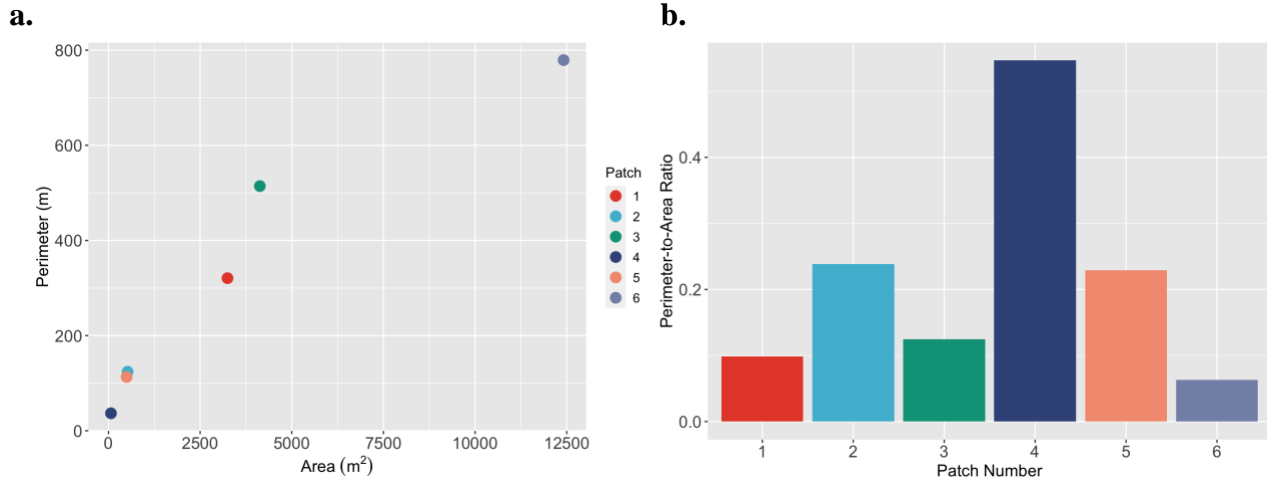 a.
800
600
400
200
0
Perimeter (m)
0 2500 5000 7500 10000 12500
Area (m²)
Patch
1
2
3
4
5
6
b.
0.4
0.2
0.0
Perimeter-to-Area Ratio
1 2 3 4 5 6
Patch Number